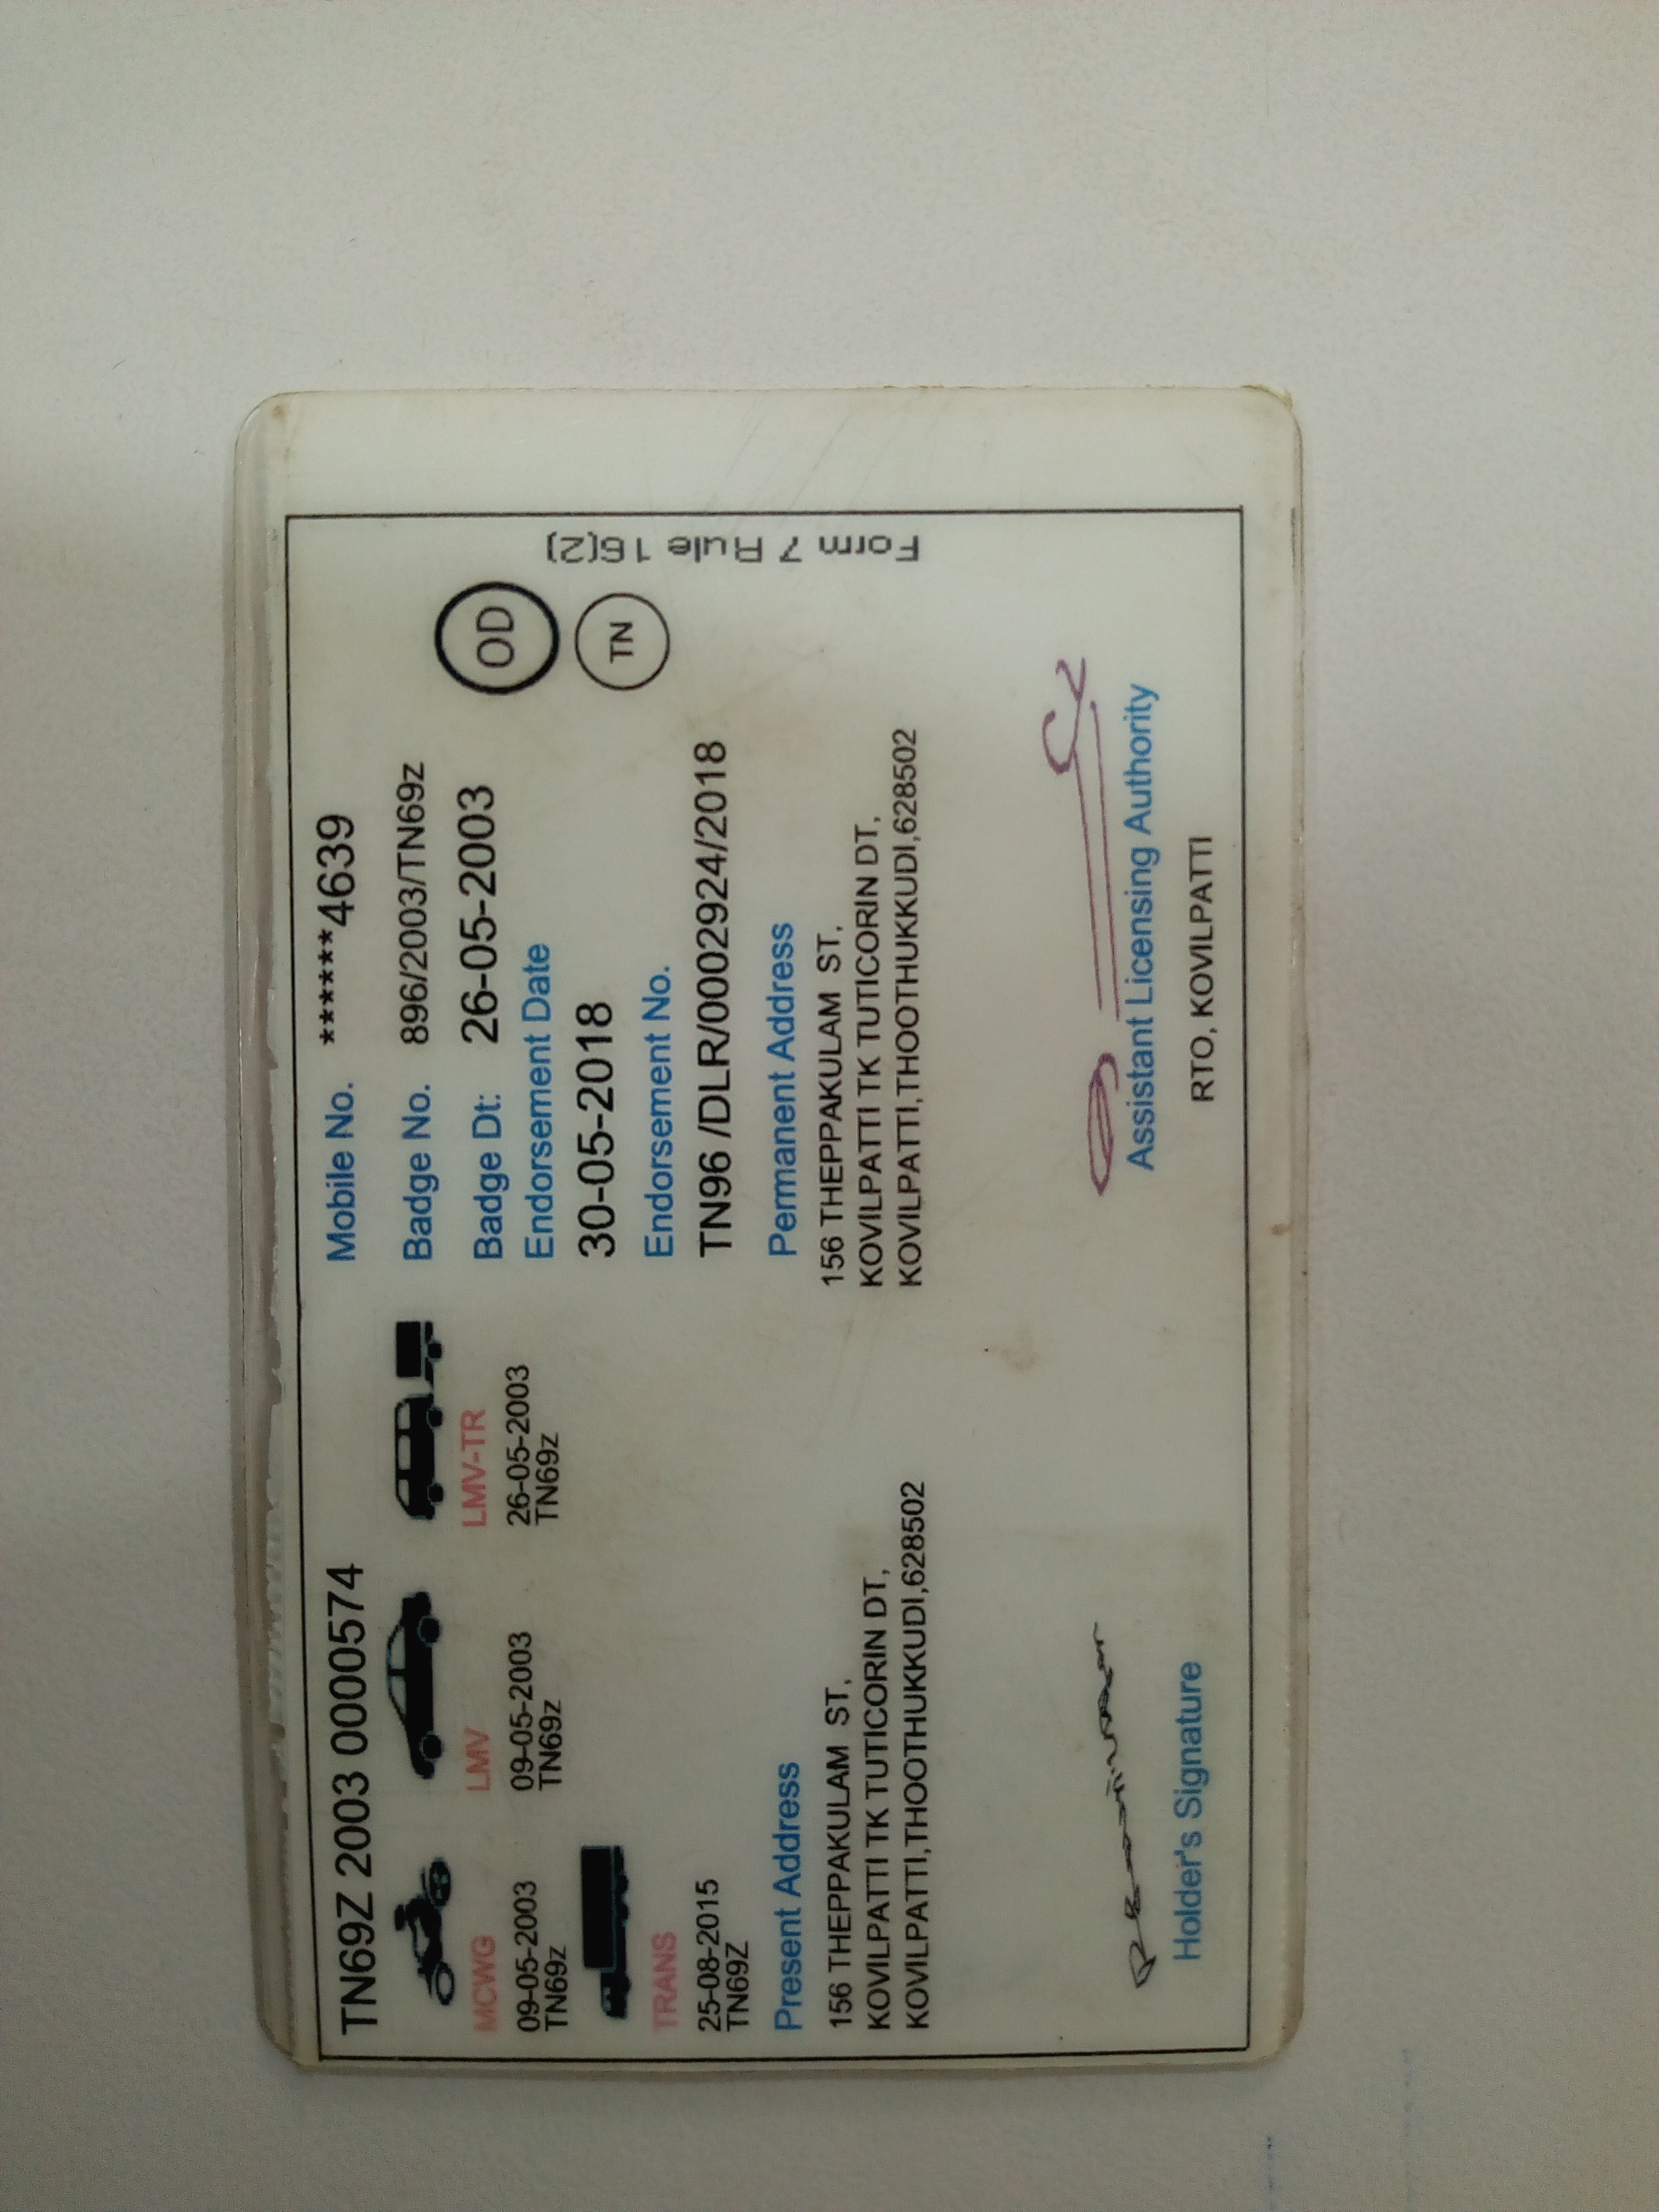 TN69Z 2003 0000574
MCWG
09-05-2003
TN69z
LMV
09-05-2003
TN69z
LMV-TR
26-05-2003
TN69z
TRANS
25-08-2015
TN69Z
Mobile No. ******4639
Badge No. 896/2003/TN69z
Badge Dt: 26-05-2003
Endorsement Date
30-05-2018
Endorsement No.
TN96 /DLR/0002924/2018
OD
TN
Form 7 Rule 16(2)
Present Address
156 THEPPAKULAM ST,
KOVILPATTI TK TUTICORIN DT,
KOVILPATTI,THOOTHUKKUDI,628502
Permanent Address
156 THEPPAKULAM ST,
KOVILPATTI TK TUTICORIN DT,
KOVILPATTI,THOOTHUKKUDI,628502
Holder's Signature
Assistant Licensing Authority
RTO, KOVILPATTI